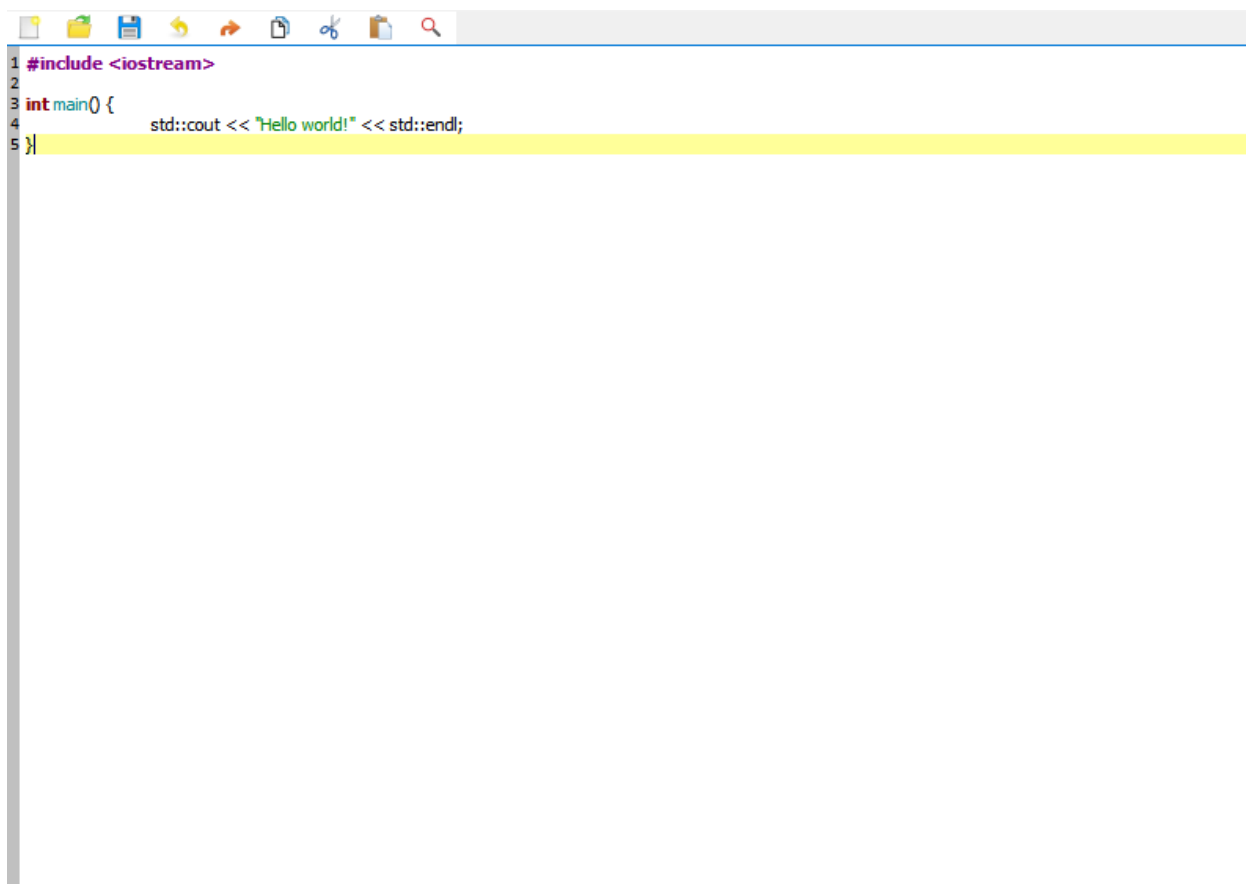 1 #include <iostream>
2
3 int main() {
4 std::cout << "Hello world!" << std::endl;
5 }